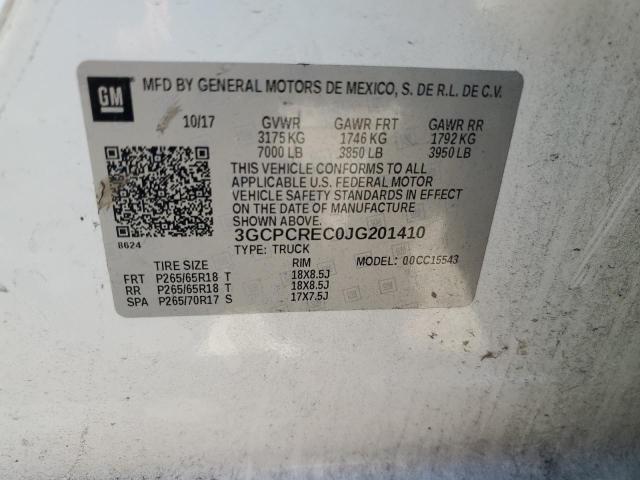 GM
MFD BY GENERAL MOTORS DE MEXICO, S. DE R.L. DE C.V.
10/17 GVWR GAWR FRT GAWR RR
3175 KG 1746 KG 1792 KG
7000 LB 3850 LB 3950 LB
THIS VEHICLE CONFORMS TO ALL
APPLICABLE U.S. FEDERAL MOTOR
VEHICLE SAFETY STANDARDS IN EFFECT
ON THE DATE OF MANUFACTURE
SHOWN ABOVE.
3GCPCREC0JG201410
8624
TYPE: TRUCK
MODEL: 00CC15543
TIRE SIZE RIM
FRT P265/65R18 T 18X8.5J
RR P265/65R18 T 18X8.5J
SPA P265/70R17 S 17X7.5J